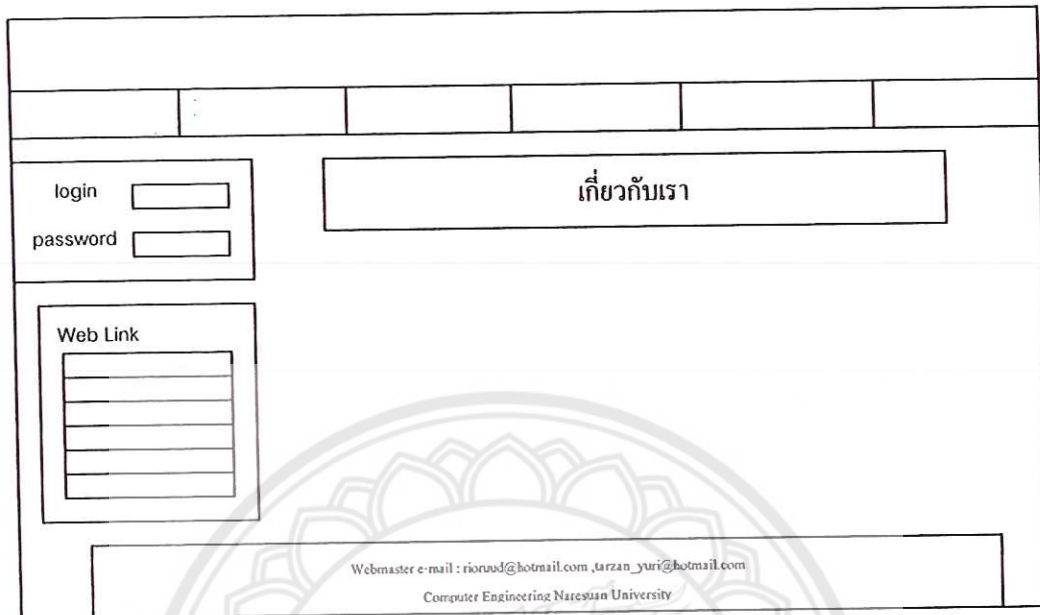 login
เกี่ยวกับเรา
password
Web Link
Webmaster e-mail : rioruud@hotmail.com ,tarzan_yuri@hotmail.com
Computer Engineering Naresuan University